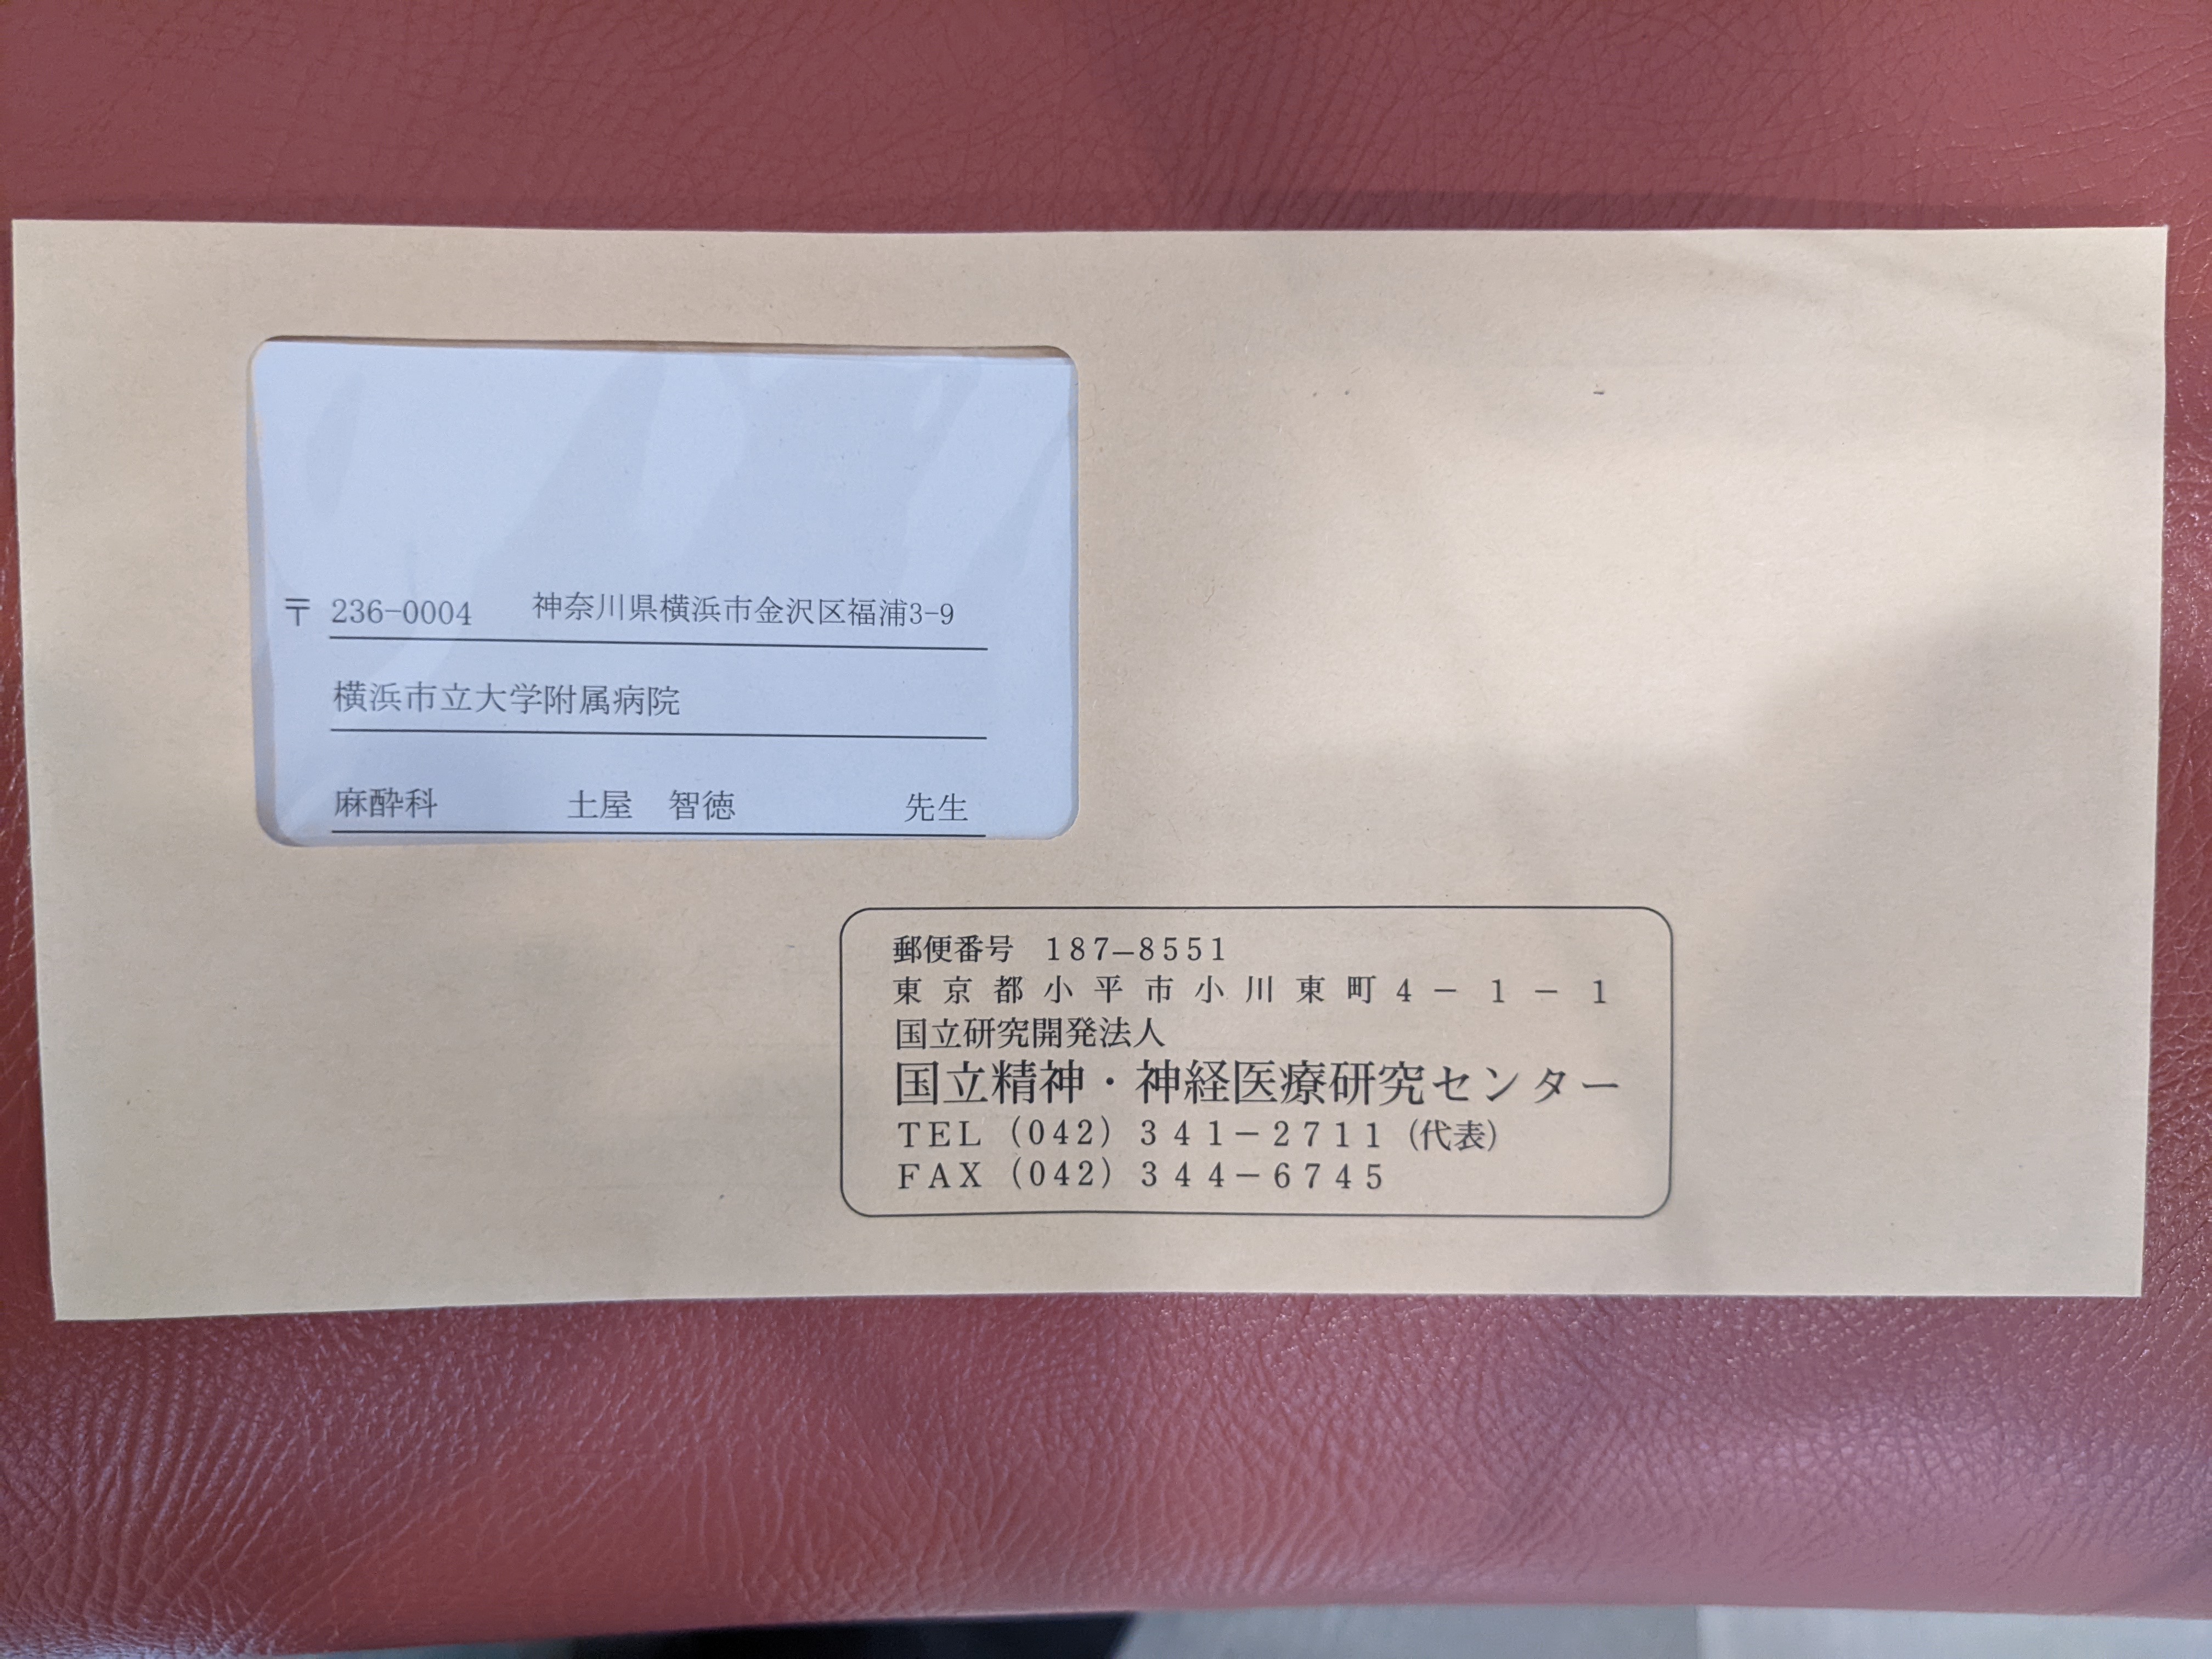 〒 236-0004 神奈川県横浜市金沢区福浦3-9
横浜市立大学附属病院
麻酔科 土屋 智徳 先生
郵便番号 187―8551
東京都小平市小川東町4－1－1
国立研究開発法人
国立精神・神経医療研究センター
TEL (042) 341－2711 (代表)
FAX (042) 344－6745